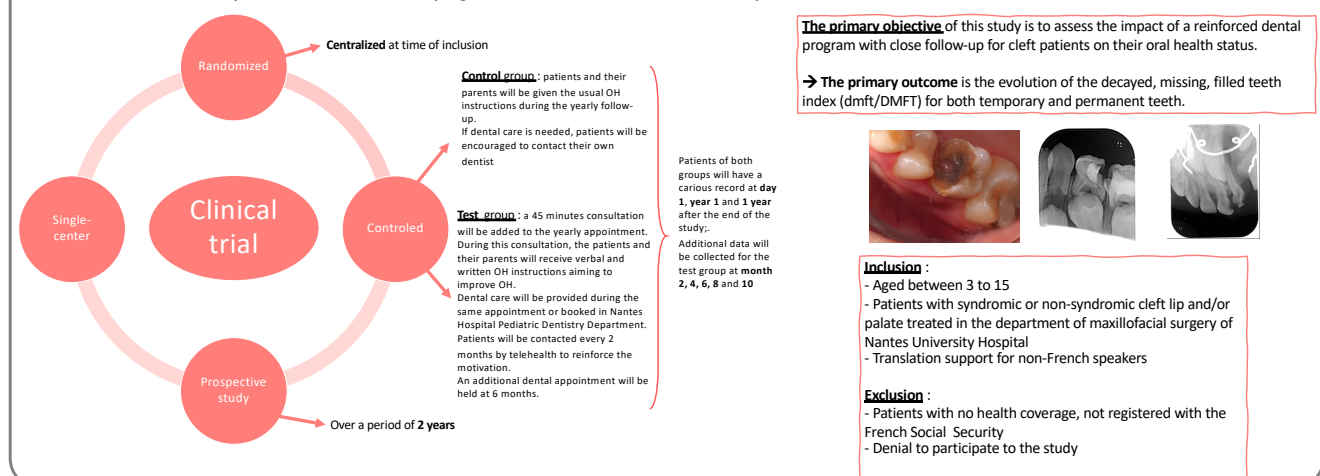 Randomized
Centralized at time of inclusion
Single-
center
Clinical
trial
Controled
Prospective
study
Over a period of 2 years
Control group : patients and their
parents will be given the usual OH
instructions during the yearly follow-
up.
If dental care is needed, patients will be
encouraged to contact their own
dentist
Test group : a 45 minutes consultation
will be added to the yearly appointment.
During this consultation, the patients and
their parents will receive verbal and
written OH instructions aiming to
improve OH.
Dental care will be provided during the
same appointment or booked in Nantes
Hospital Pediatric Dentistry Department.
Patients will be contacted every 2
months by telehealth to reinforce the
motivation.
An additional dental appointment will be
held at 6 months.
Patients of both
groups will have a
carious record at day
1, year 1 and 1 year
after the end of the
study;.
Additional data will
be collected for the
test group at month
2, 4, 6, 8 and 10
The primary objective of this study is to assess the impact of a reinforced dental
program with close follow-up for cleft patients on their oral health status.
➔ The primary outcome is the evolution of the decayed, missing, filled teeth
index (dmft/DMFT) for both temporary and permanent teeth.
Inclusion :
- Aged between 3 to 15
- Patients with syndromic or non-syndromic cleft lip and/or
palate treated in the department of maxillofacial surgery of
Nantes University Hospital
- Translation support for non-French speakers
Exclusion :
- Patients with no health coverage, not registered with the
French Social Security
- Denial to participate to the study